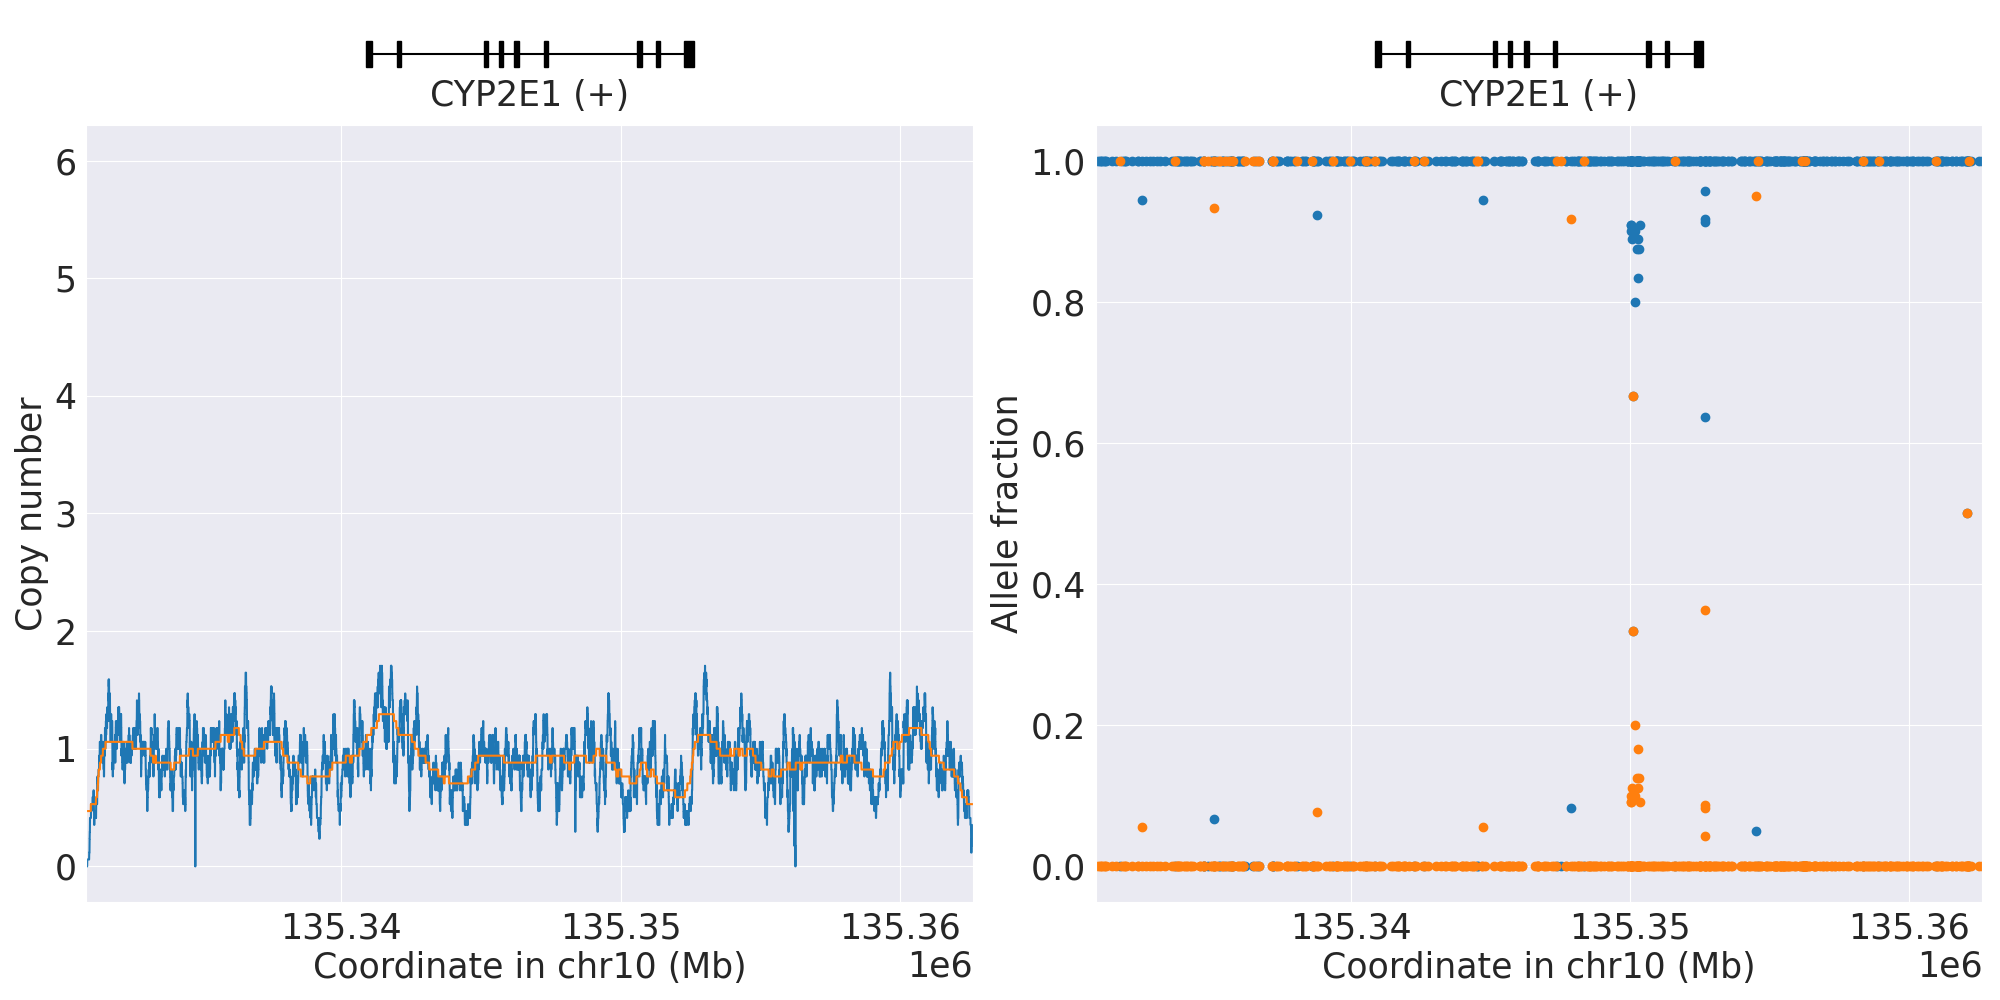 CYP2E1 (+)
6
5
4
3
2
1
0
Copy number
135.34 135.35 135.36
Coordinate in chr10 (Mb)
1e6
CYP2E1 (+)
1.0
0.8
0.6
0.4
0.2
0.0
Allele fraction
135.34 135.35 135.36
Coordinate in chr10 (Mb)
1e6